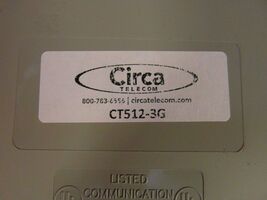 Circa
TELECOM
800-763-6556 | circatelecom.com
CT512-3G
LISTED
COMMUNICATION